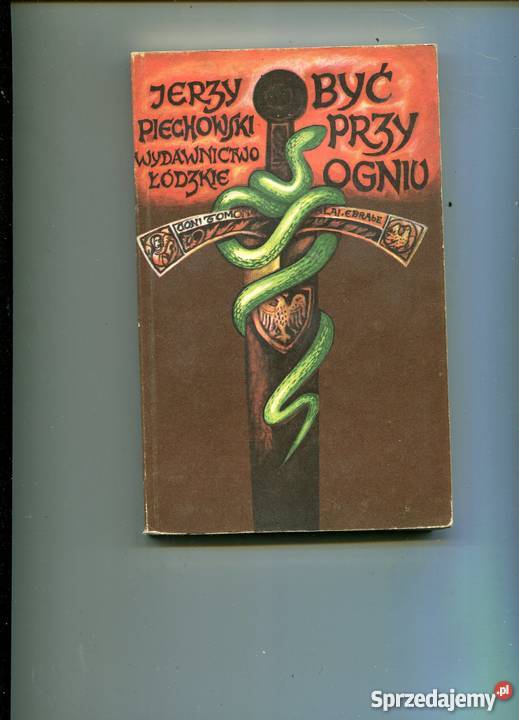 JERZY
PIECHOWSKI
WYDAWNICTWO
ŁÓDZKIE
BYĆ
PRZY
OGNIU
Sprzedajemy.pl